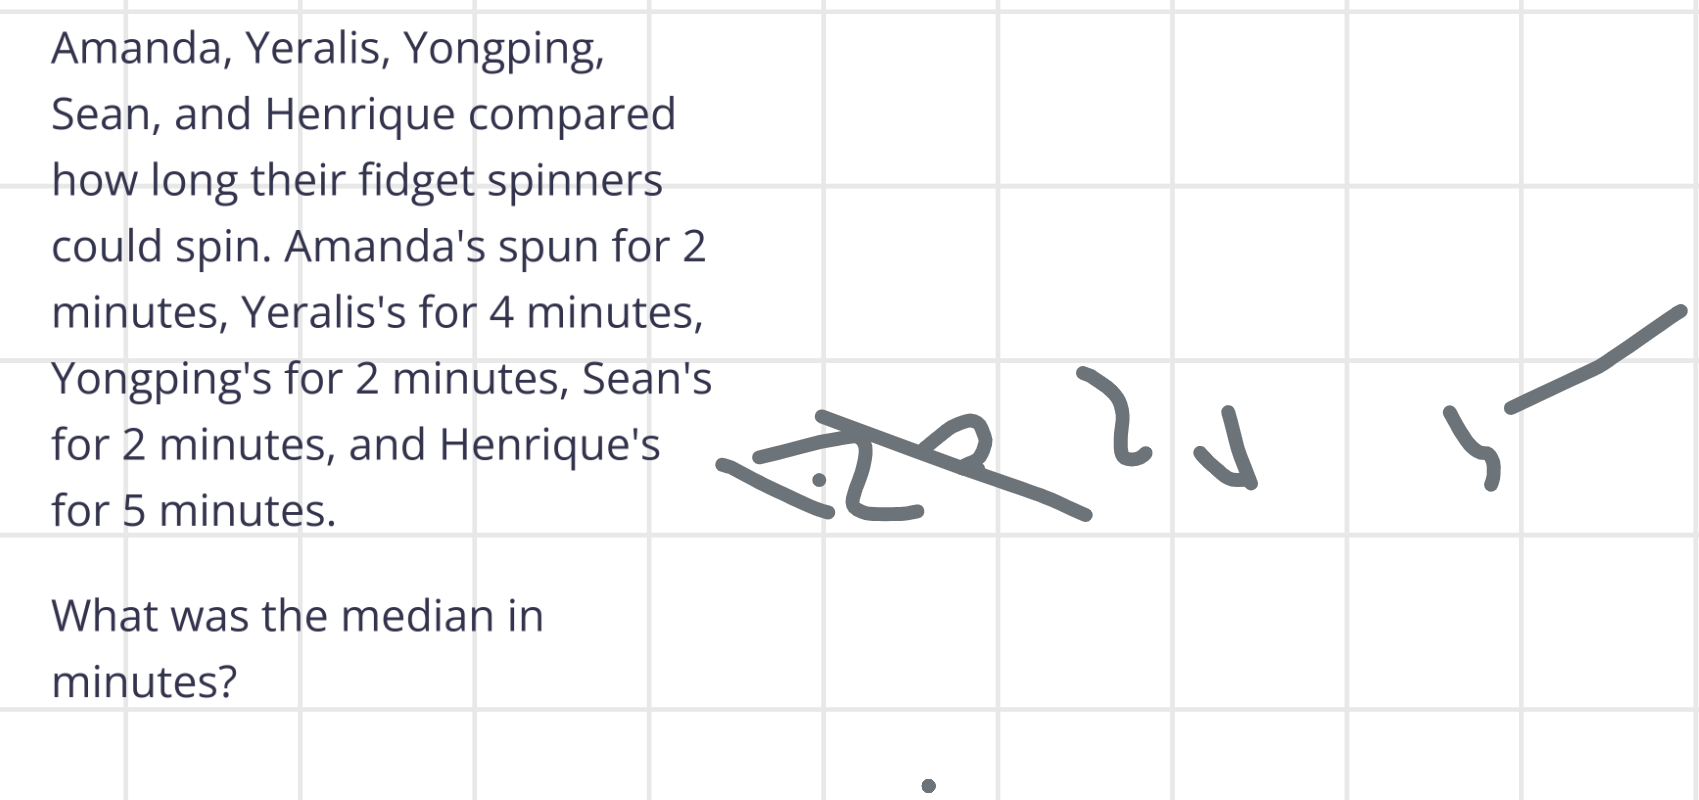 Amanda, Yeralis, Yongping,
Sean, and Henrique compared
how long their fidget spinners
could spin. Amanda's spun for 2
minutes, Yeralis's for 4 minutes,
Yongping's for 2 minutes, Sean's
for 2 minutes, and Henrique's
for 5 minutes.
What was the median in
minutes?